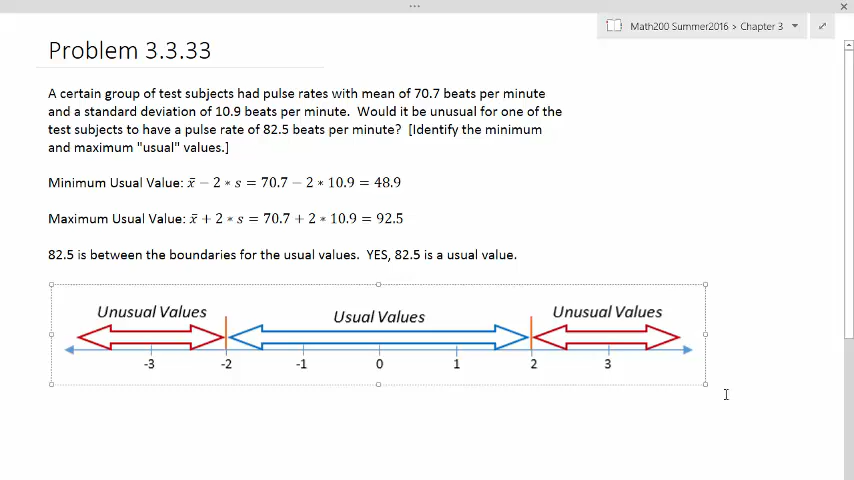 Math200 Summer2016 > Chapter 3
Problem 3.3.33
A certain group of test subjects had pulse rates with mean of 70.7 beats per minute
and a standard deviation of 10.9 beats per minute.  Would it be unusual for one of the
test subjects to have a pulse rate of 82.5 beats per minute?  [Identify the minimum
and maximum "usual" values.]
Minimum Usual Value: x̄ − 2 * s = 70.7 − 2 * 10.9 = 48.9
Maximum Usual Value: x̄ + 2 * s = 70.7 + 2 * 10.9 = 92.5
82.5 is between the boundaries for the usual values.  YES, 82.5 is a usual value.
Unusual Values Usual Values Unusual Values
-3 -2 -1 0 1 2 3